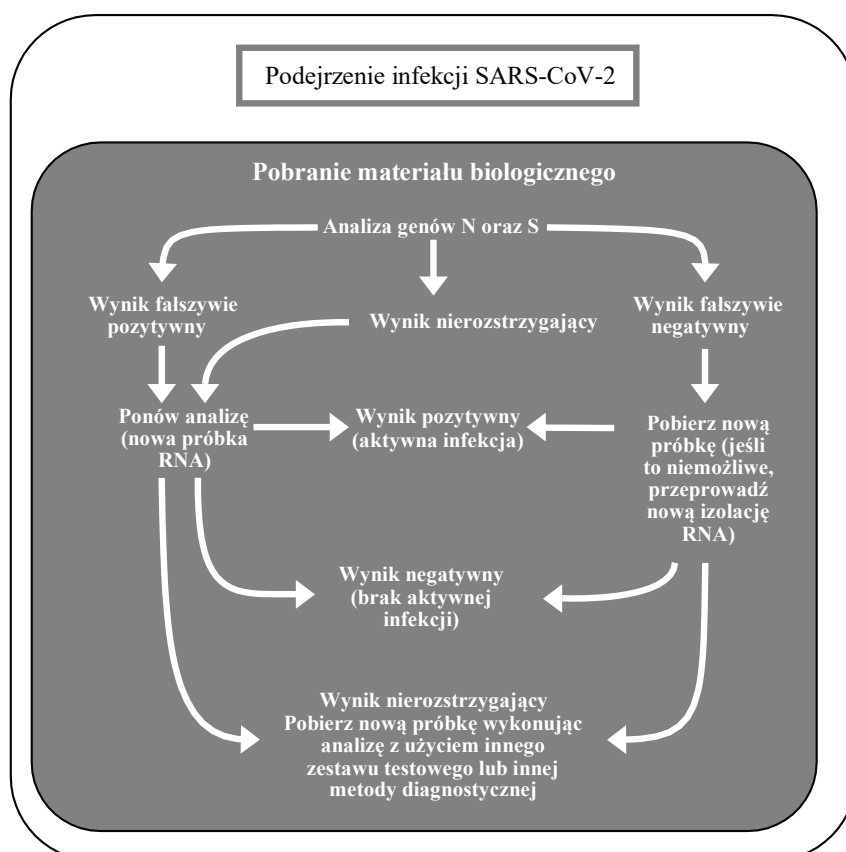 Podejrzenie infekcji SARS-CoV-2
Pobranie materiału biologicznego
Analiza genów N oraz S
Wynik fałszywie
pozytywny
Wynik nierozstrzygający
Wynik fałszywie
negatywny
Ponów analizę
(nowa próbka
RNA)
Wynik pozytywny
(aktywna infekcja)
Pobierz nową
próbkę (jeśli
to niemożliwe,
przeprowadź
nową izolację
RNA)
Wynik negatywny
(brak aktywnej
infekcji)
Wynik nierozstrzygający
Pobierz nową próbkę wykonując
analizę z użyciem innego
zestawu testowego lub innej
metody diagnostycznej